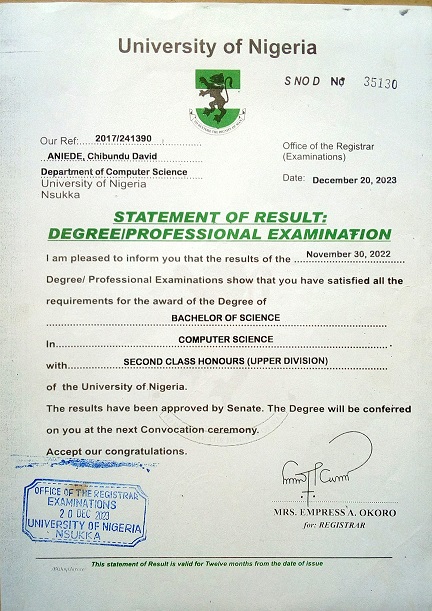 University of Nigeria
S NO D No 35130
Our Ref: 2017/241390
ANIEDE, Chibundu David
Department of Computer Science
University of Nigeria
Nsukka
Office of the Registrar
(Examinations)
Date: December 20, 2023
STATEMENT OF RESULT:
DEGREE/PROFESSIONAL EXAMINATION
I am pleased to inform you that the results of the November 30, 2022
Degree/ Professional Examinations show that you have satisfied all the
requirements for the award of the Degree of
BACHELOR OF SCIENCE
In COMPUTER SCIENCE
with SECOND CLASS HONOURS (UPPER DIVISION)
of the University of Nigeria.
The results have been approved by Senate. The Degree will be conferred
on you at the next Convocation ceremony.
Accept our congratulations.
OFFICE OF THE REGISTRAR
EXAMINATIONS
20 DEC 2023
UNIVERSITY OF NIGERIA
NSUKKA
MRS. EMPRESS A. OKORO
for: REGISTRAR
This statement of Result is valid for Twelve months from the date of issue